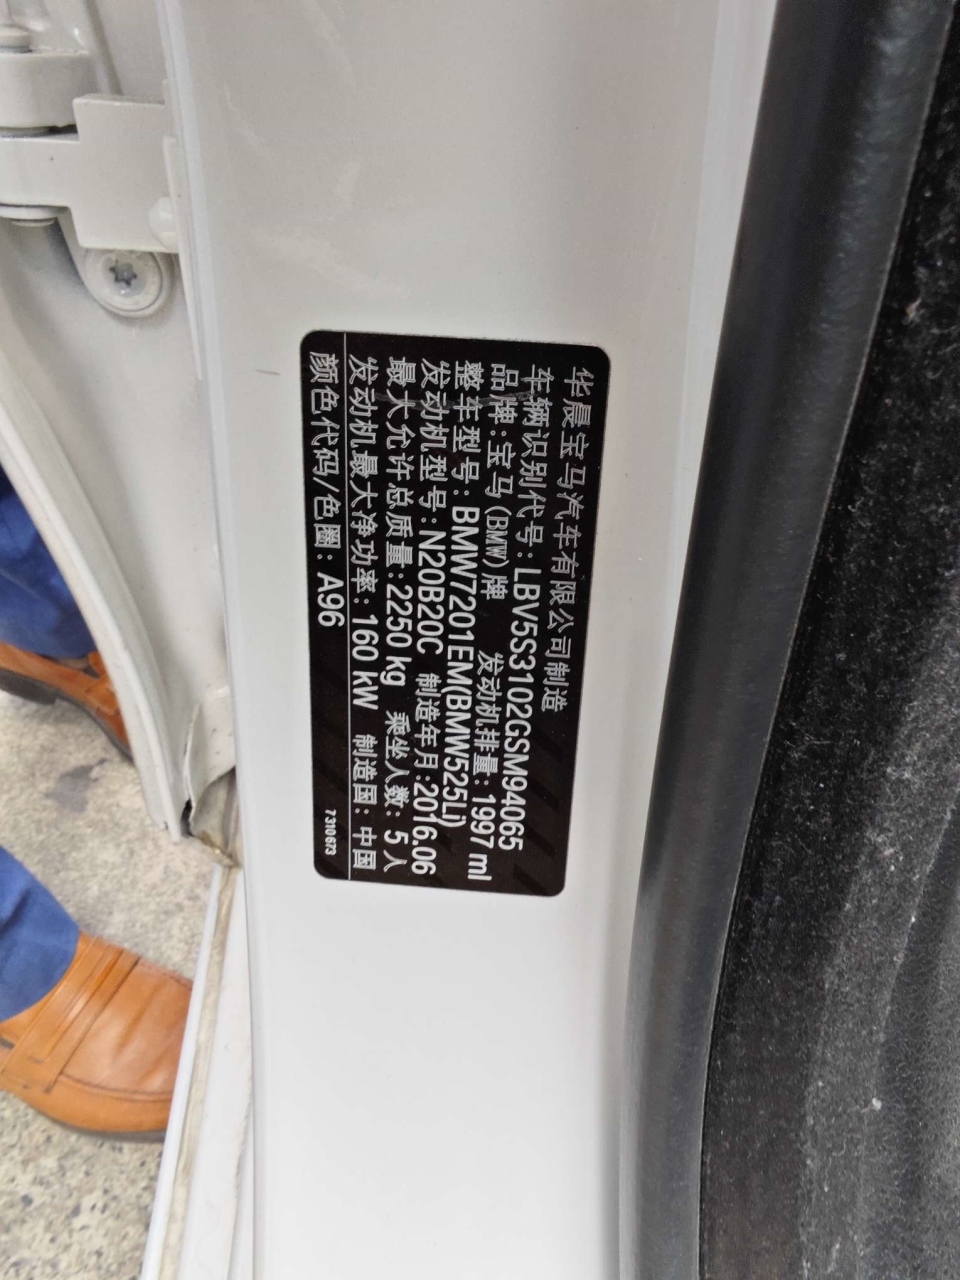 华晨宝马汽车有限公司制造
车辆识别代号: LBV5S3102GSM94065
品牌: 宝马(BMW)牌 发动机排量: 1997 ml
整车型号: BMW7201EM(BMW525Li)
发动机型号: N20B20C 制造年月: 2016.06
最大允许总质量: 2250 kg 乘坐人数: 5 人
发动机最大净功率: 160 kW 制造国: 中国
颜色代码/色圈: A96
7310673